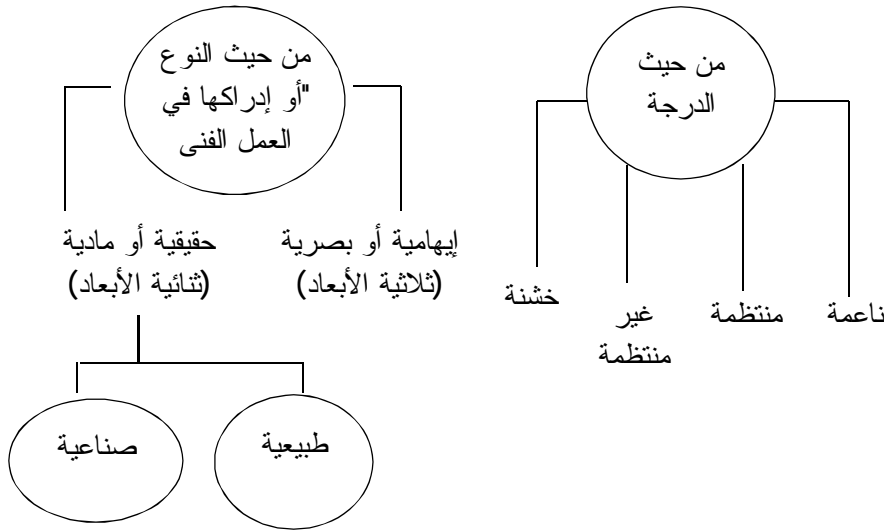 من حيث
الدرجة
ناعمة
منتظمة
غير
منتظمة
خشنة
من حيث النوع
"أو إدراكها في
العمل الفنى
إيهامية أو بصرية
(ثلاثية الأبعاد)
حقيقية أو مادية
(ثنائية الأبعاد)
طبيعية
صناعية